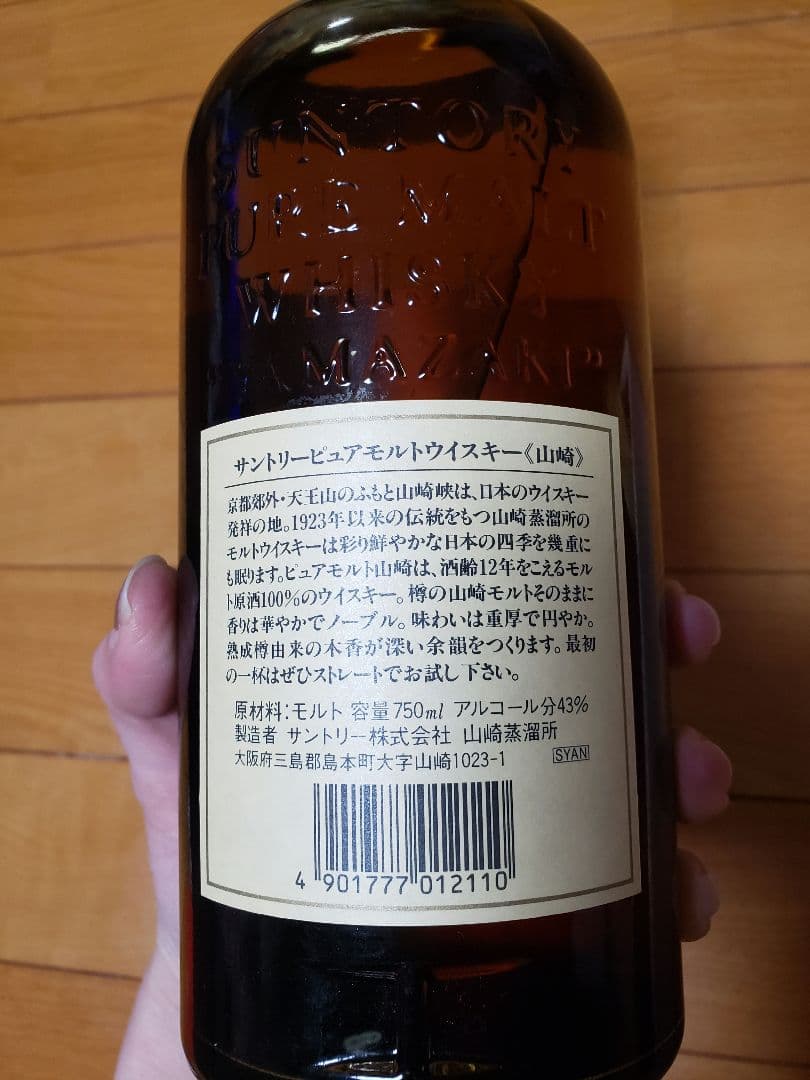 SUNTORY
PURE MALT
WHISKY
"YAMAZAKI"
サントリーピュアモルトウイスキー《山崎》
京都郊外・天王山のふもと山崎峡は、日本のウイスキー
発祥の地。1923年以来の伝統をもつ山崎蒸溜所の
モルトウイスキーは彩り鮮やかな日本の四季を幾重に
も眠ります。ピュアモルト山崎は、酒齢12年をこえるモル
ト原酒100%のウイスキー。樽の山崎モルトそのままに
香りは華やかでノーブル。味わいは重厚で円やか。
熟成樽由来の木香が深い余韻をつくります。最初
の一杯はぜひストレートでお試し下さい。
原材料:モルト 容量750ml アルコール分43%
製造者 サントリー株式会社 山崎蒸溜所
大阪府三島郡島本町大字山崎1023-1 SYAN
4 901777 012110